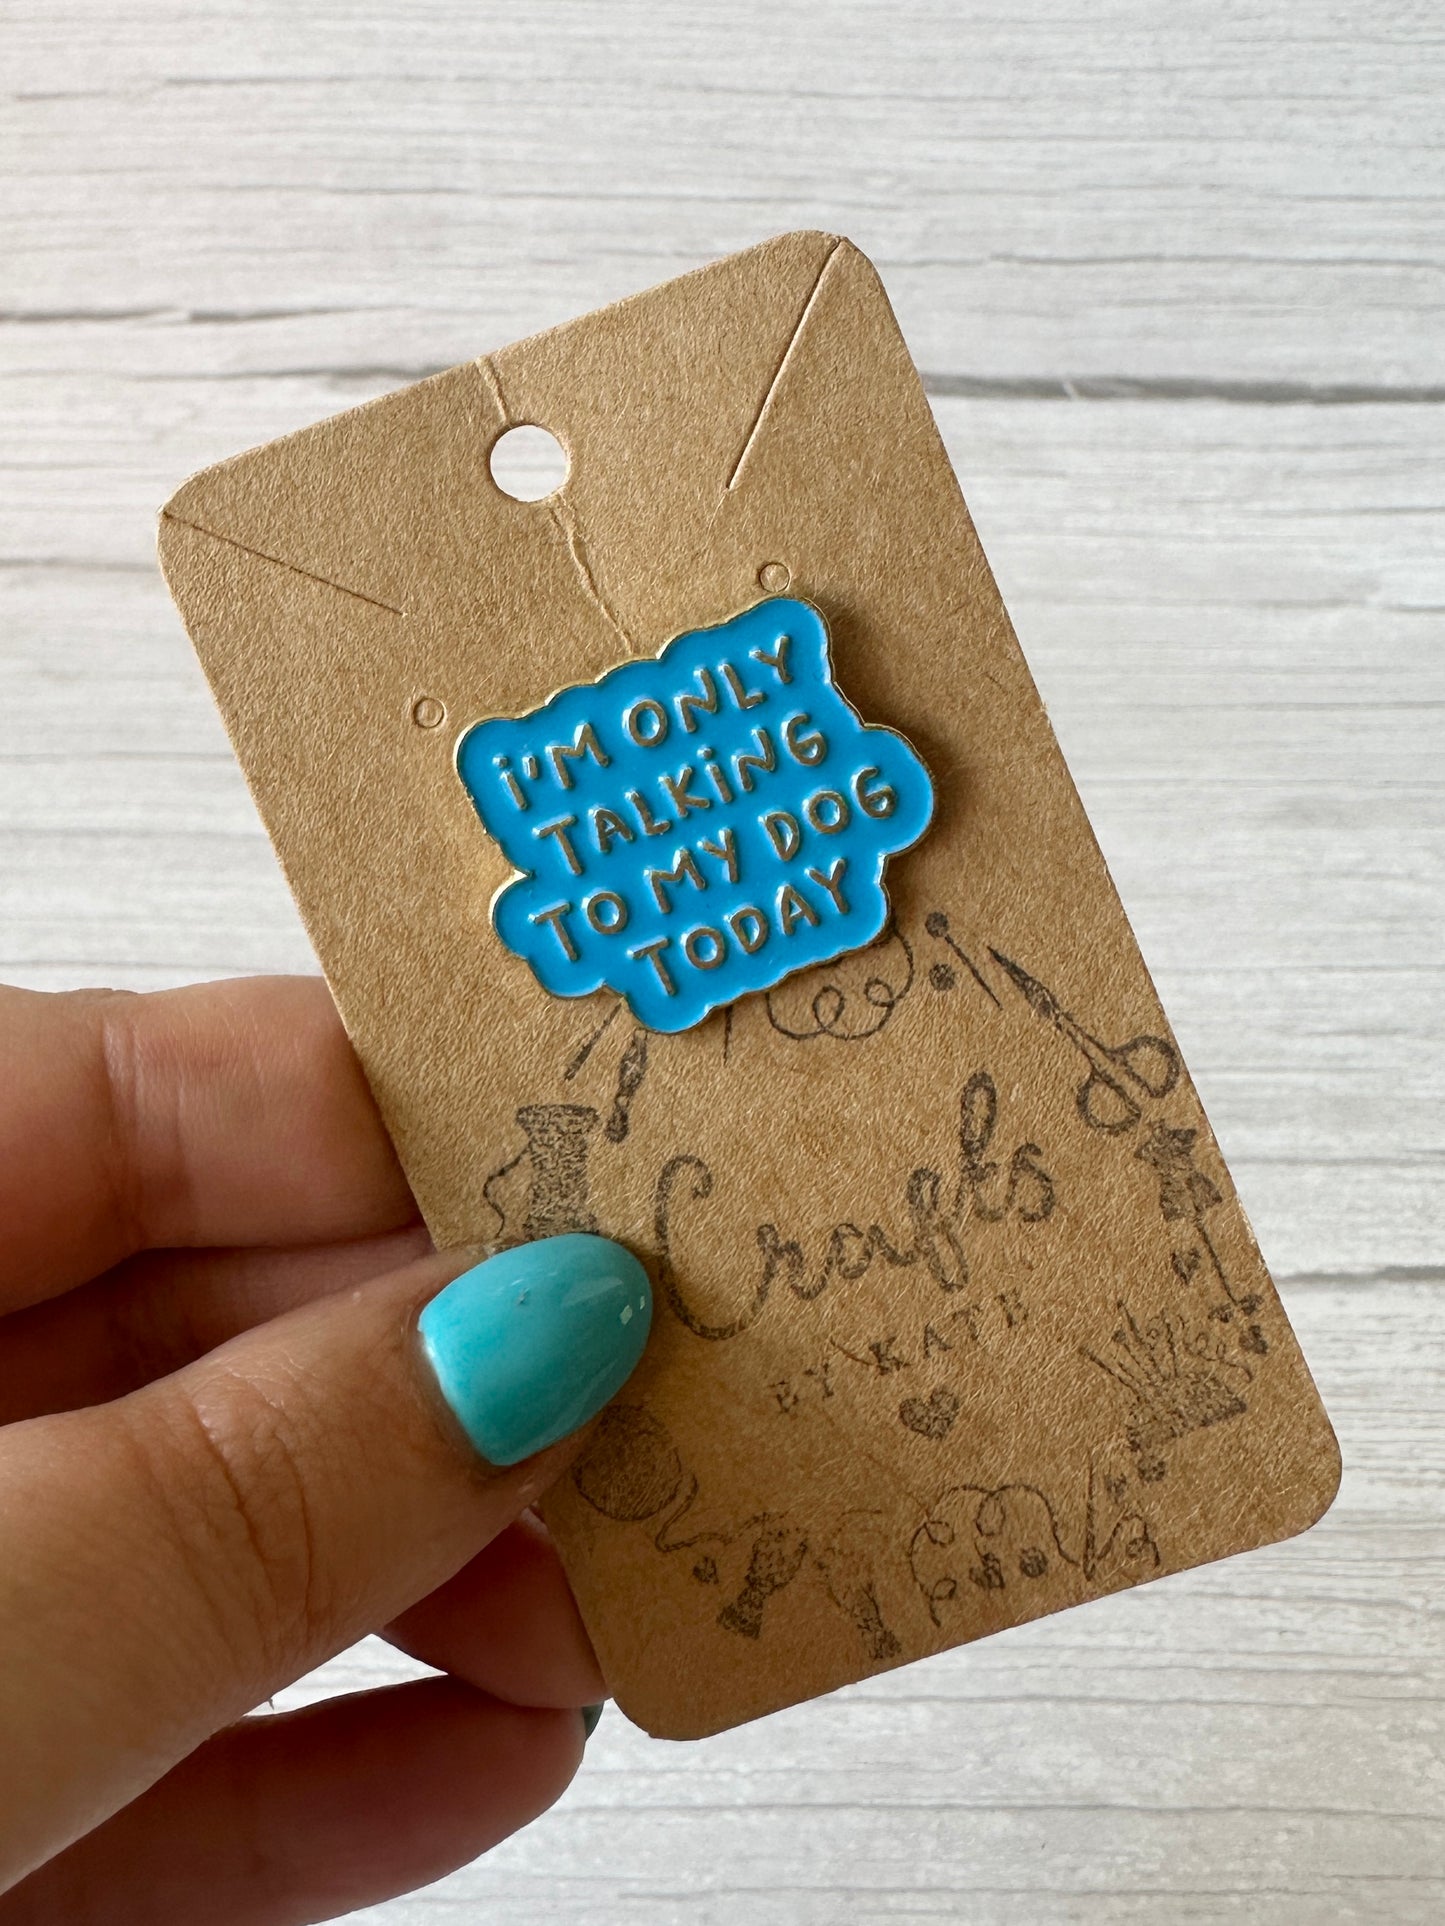 i'M ONLY
TALKiNG
TO MY DOG
TODAY
Crafts
BY KATE